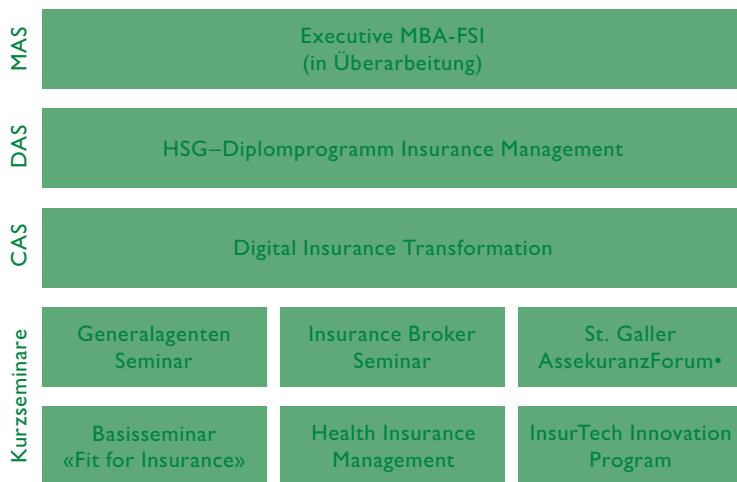 MAS
Executive MBA-FSI
(in Überarbeitung)
DAS
HSG–Diplomprogramm Insurance Management
CAS
Digital Insurance Transformation
Kurzseminare
Generalagenten
Seminar
Insurance Broker
Seminar
St. Galler
AssekuranzForum•
Basisseminar
«Fit for Insurance»
Health Insurance
Management
InsurTech Innovation
Program